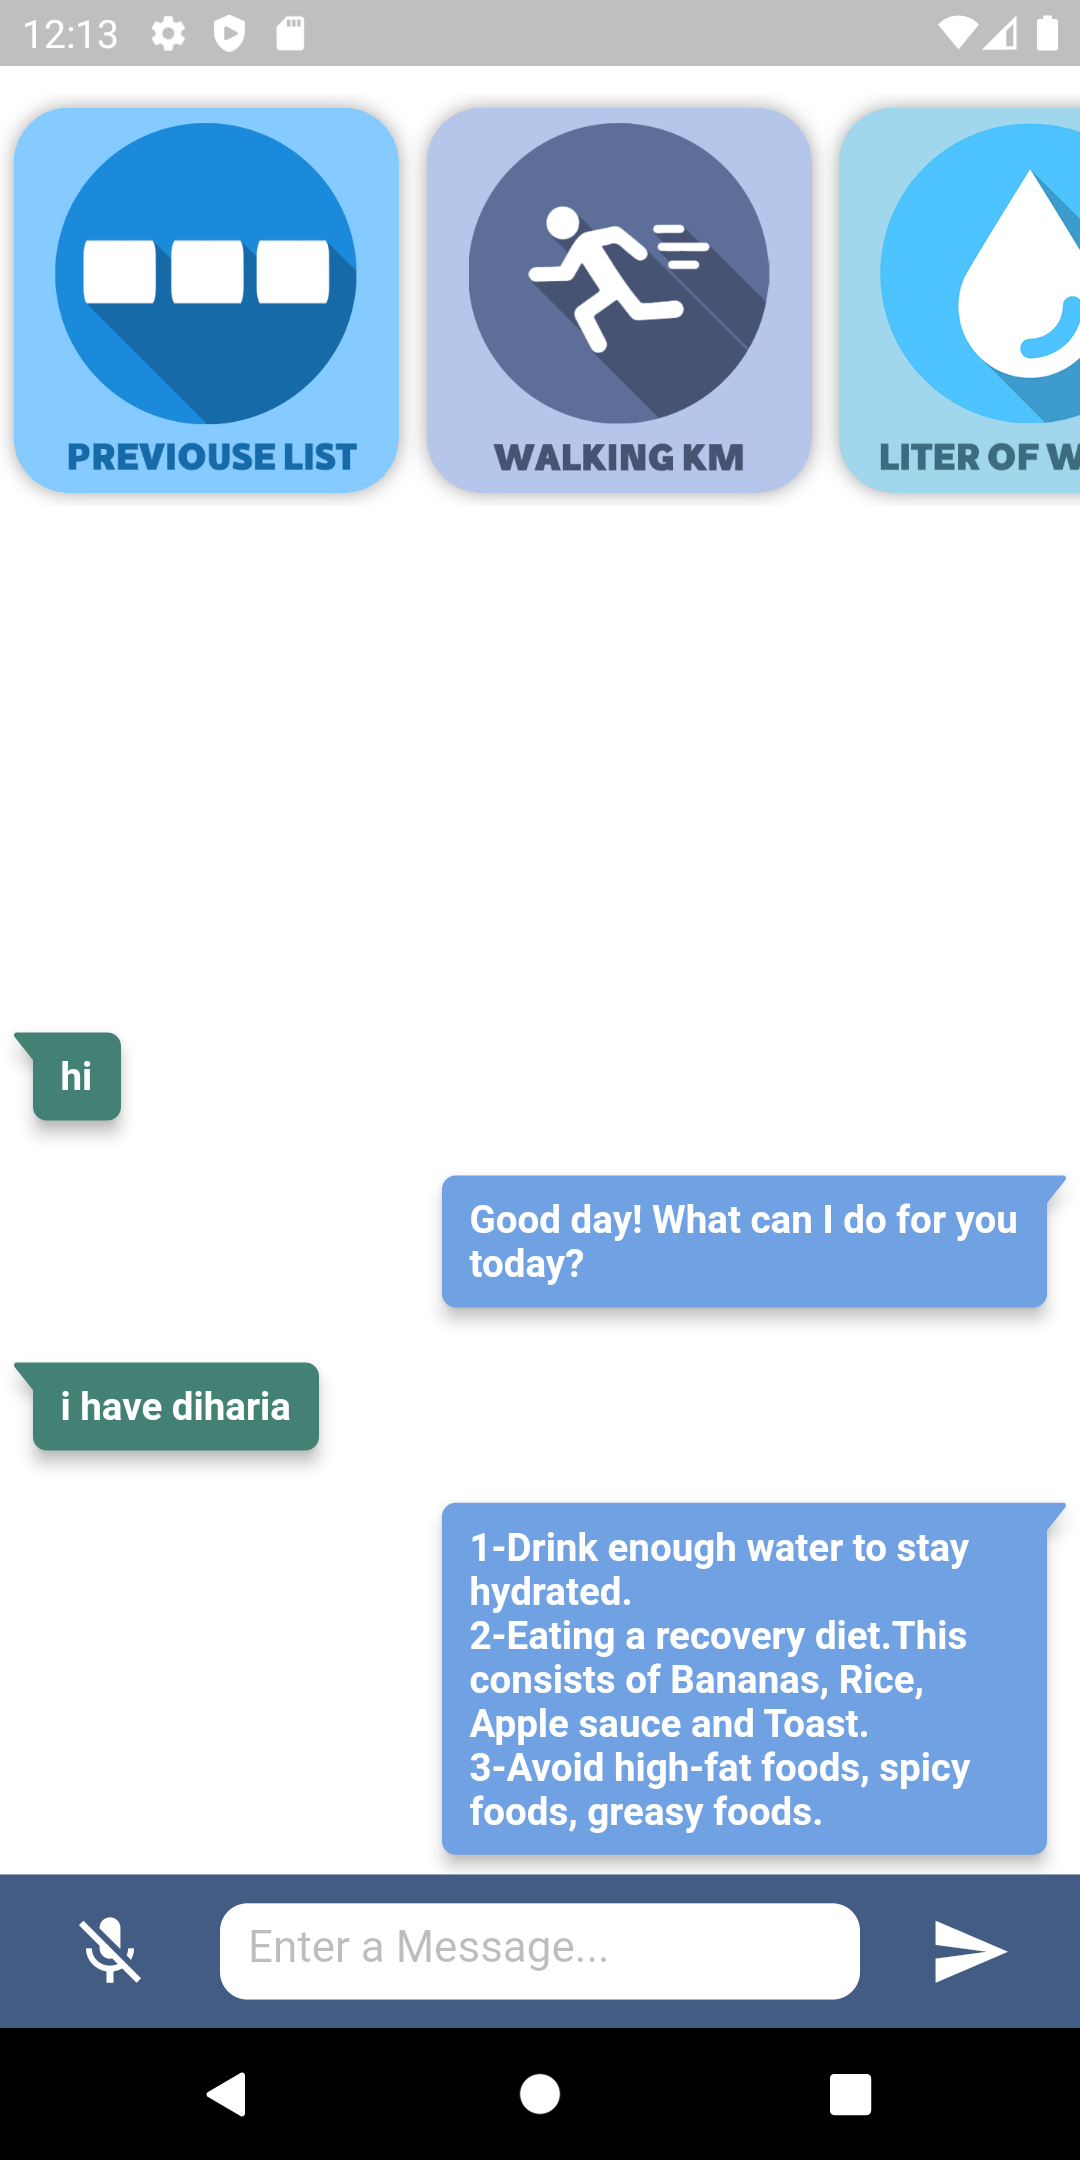 12:13
PREVIOUSE LIST
WALKING KM
LITER OF W
hi
Good day! What can I do for you
today?
i have diharia
1-Drink enough water to stay
hydrated.
2-Eating a recovery diet.This
consists of Bananas, Rice,
Apple sauce and Toast.
3-Avoid high-fat foods, spicy
foods, greasy foods.
Enter a Message...